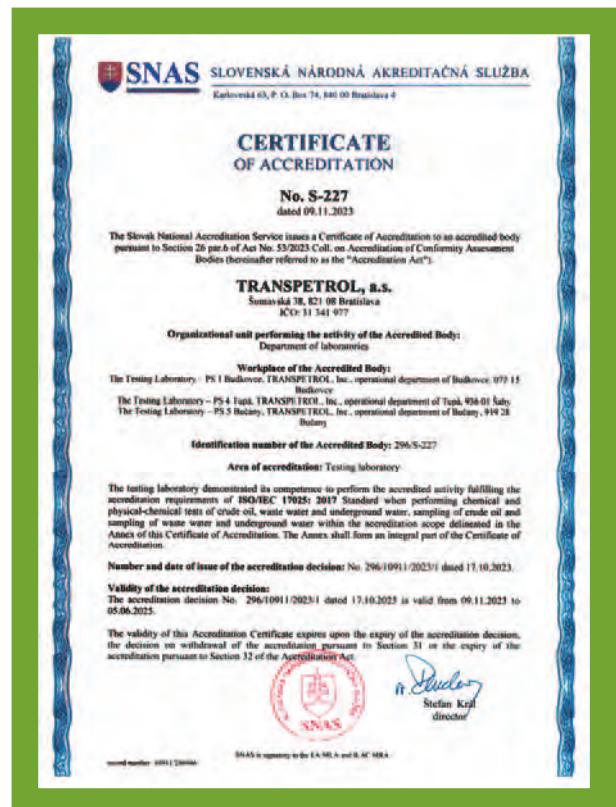 SNAS SLOVENSKÁ NÁRODNÁ AKREDITAČNÁ SLUŽBA
Karloveská 63, P. O. Box 74, 840 00 Bratislava 4
CERTIFICATE
OF ACCREDITATION
No. S-227
dated 09.11.2023
The Slovak National Accreditation Service issues a Certificate of Accreditation to an accredited body
pursuant to Section 26 par.6 of Act No. 53/2023 Coll. on Accreditation of Conformity Assessment
Bodies (hereinafter referred to as the "Accreditation Act").
TRANSPETROL, a.s.
Šumavská 38, 821 08 Bratislava
IČO: 31 341 977
Organizational unit performing the activity of the Accredited Body:
Department of laboratories
Workplace of the Accredited Body:
The Testing Laboratory – PS 1 Budkovce, TRANSPETROL, Inc., operational department of Budkovce, 077 15
Budkovce
The Testing Laboratory – PS 4 Tupá, TRANSPETROL, Inc., operational department of Tupá, 936 01 Šahy
The Testing Laboratory – PS 5 Bučany, TRANSPETROL, Inc., operational department of Bučany, 919 28
Bučany
Identification number of the Accredited Body: 296/S-227
Area of accreditation: Testing laboratory
The testing laboratory demonstrated its competence to perform the accredited activity fulfilling the
accreditation requirements of ISO/IEC 17025: 2017 Standard when performing chemical and
physical-chemical tests of crude oil, waste water and underground water, sampling of crude oil and
sampling of waste water and underground water within the accreditation scope delineated in the
Annex of this Certificate of Accreditation. The Annex shall form an integral part of the Certificate of
Accreditation.
Number and date of issue of the accreditation decision: No. 296/10911/2023/1 dated 17.10.2023.
Validity of the accreditation decision:
The accreditation decision No. 296/10911/2023/1 dated 17.10.2023 is valid from 09.11.2023 to
05.06.2025.
The validity of this Accreditation Certificate expires upon the expiry of the accreditation decision,
the decision on withdrawal of the accreditation pursuant to Section 31 or the expiry of the
accreditation pursuant to Section 32 of the Accreditation Act.
SNAS
Štefan Kráľ
director
SNAS is signatory to the EA MLA and ILAC MRA
record number